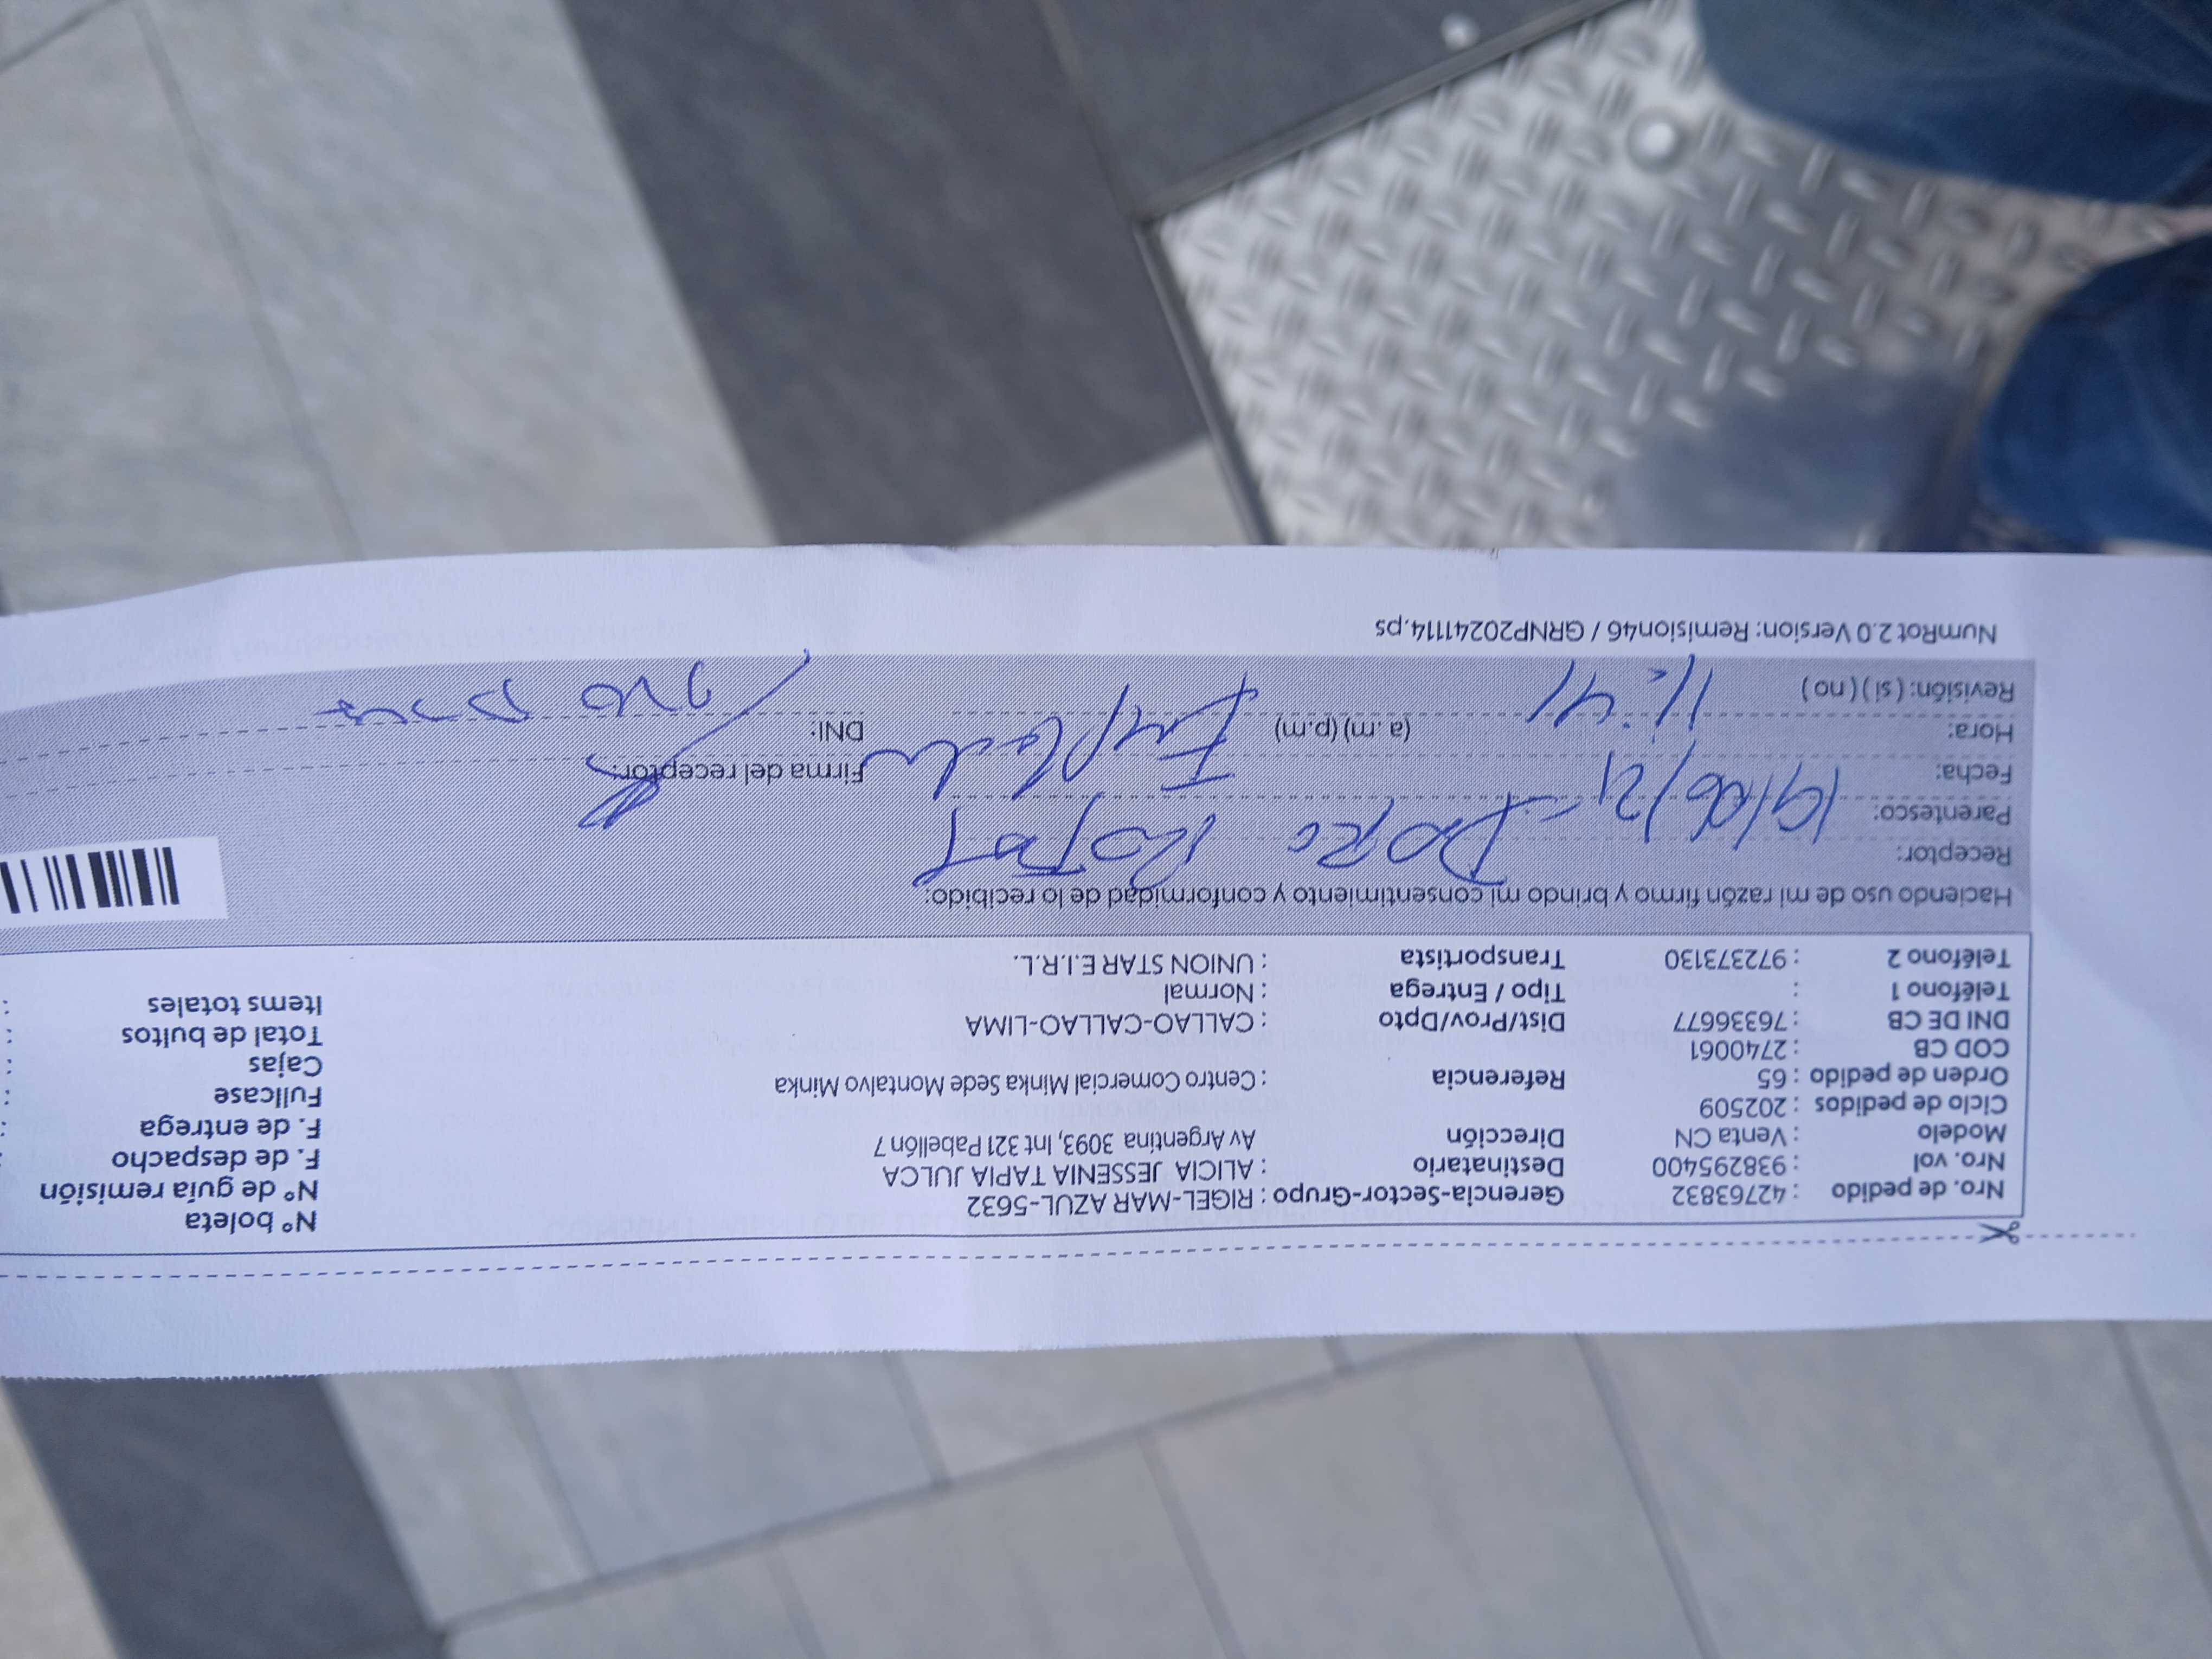 Nro. de pedido : 42763832 Gerencia-Sector-Grupo : RIGEL-MAR AZUL-5632 N° boleta
Nro. vol : 938295400 Destinatario : ALICIA JESSENIA TAPIA JULCA N° de guía remisión
Modelo : Venta CN Dirección Av Argentina 3093, Int 321 Pabellón 7 F. de despacho :
Ciclo de pedidos : 202509 F. de entrega :
Orden de pedido : 65 Referencia : Centro Comercial Minka Sede Montalvo Minka Fullcase :
COD CB : 2740061 Cajas :
DNI DE CB : 76336677 Dist/Prov/Dpto : CALLAO-CALLAO-LIMA Total de bultos :
Teléfono 1 : Tipo / Entrega : Normal Items totales :
Teléfono 2 : 972373130 Transportista : UNION STAR E.I.R.L.
Haciendo uso de mi razón firmo y brindo mi consentimiento y conformidad de lo recibido:
Receptor:
Parentesco:
Fecha: Firma del receptor:
Hora: 11:41 (a.m) (p.m) DNI:
Revisión: ( si ) ( no )
NumRot 2.0 Version: Remision46 / GRNP20241114.ps